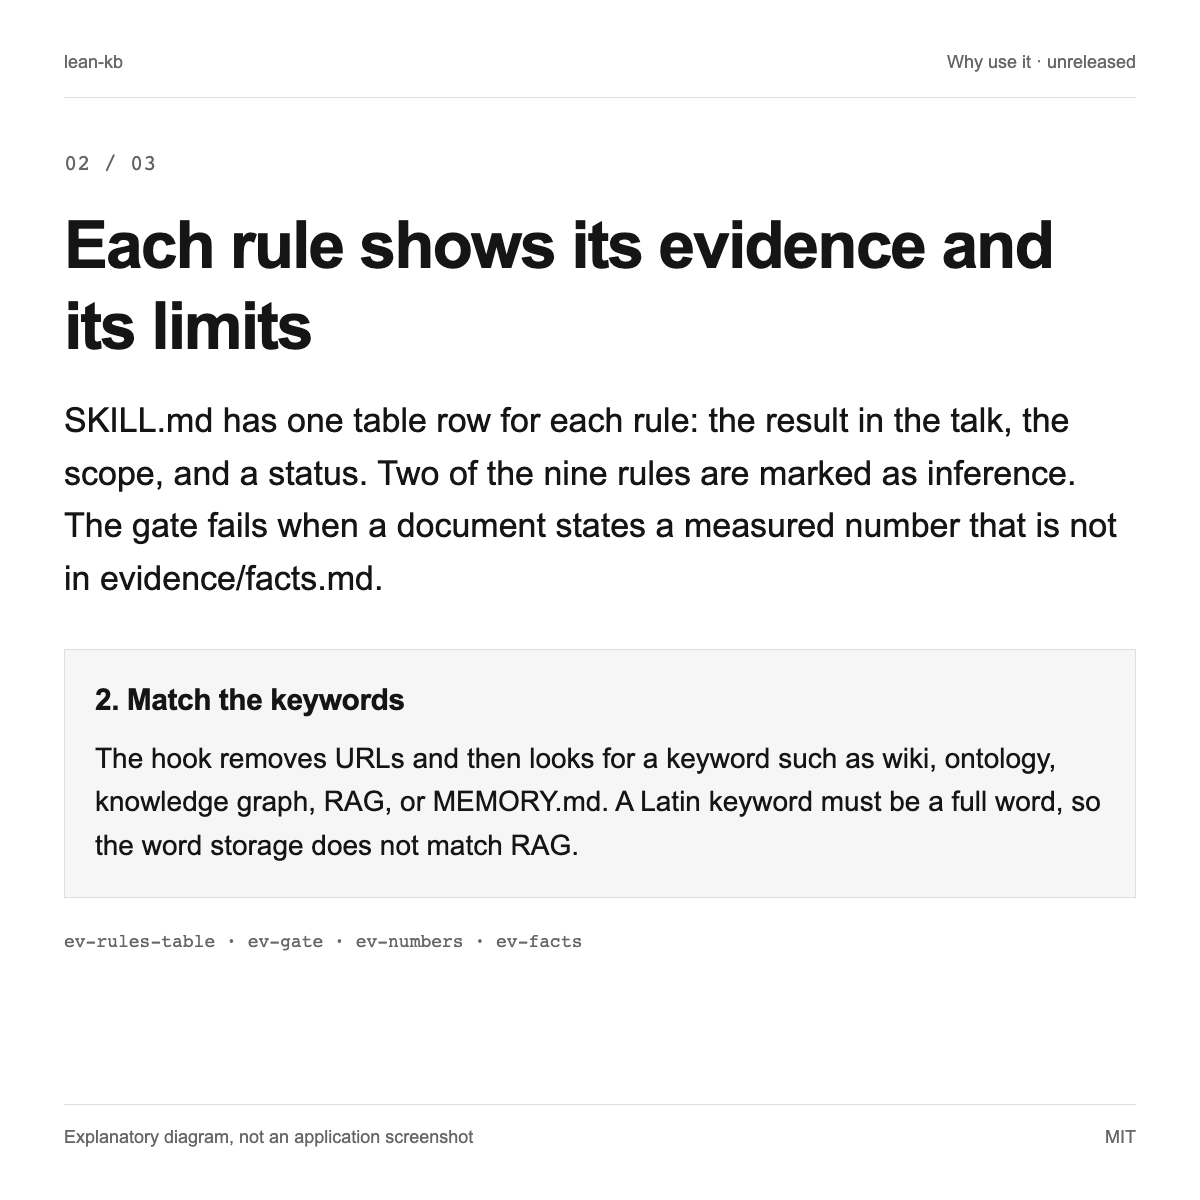 lean-kb
Why use it · unreleased
02 / 03
Each rule shows its evidence and
its limits
SKILL.md has one table row for each rule: the result in the talk, the
scope, and a status. Two of the nine rules are marked as inference.
The gate fails when a document states a measured number that is not
in evidence/facts.md.
2. Match the keywords
The hook removes URLs and then looks for a keyword such as wiki, ontology,
knowledge graph, RAG, or MEMORY.md. A Latin keyword must be a full word, so
the word storage does not match RAG.
ev-rules-table · ev-gate · ev-numbers · ev-facts
Explanatory diagram, not an application screenshot
MIT